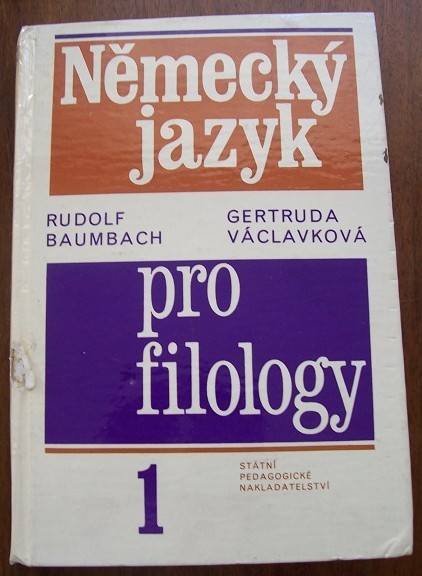 Německý
jazyk
RUDOLF
BAUMBACH
GERTRUDA
VÁCLAVKOVÁ
pro
filology
1
STÁTNÍ
PEDAGOGICKÉ
NAKLADATELSTVÍ